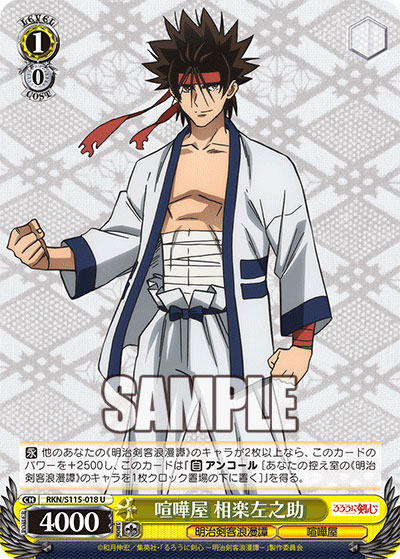 LEVEL
1
0
COST
SAMPLE
永 他のあなたの《明治剣客浪漫譚》のキャラが2枚以上なら、このカードの
パワーを+2500し、このカードは『自 アンコール [あなたの控え室の《明治
剣客浪漫譚》のキャラを1枚クロック置場の下に置く]』を得る。
CH RKN/S115-018 U
喧嘩屋 相楽左之助
POWER 4000
明治剣客浪漫譚
喧嘩屋
るろうに剣心
©和月伸宏/集英社・「るろうに剣心 -明治剣客浪漫譚-」製作委員会